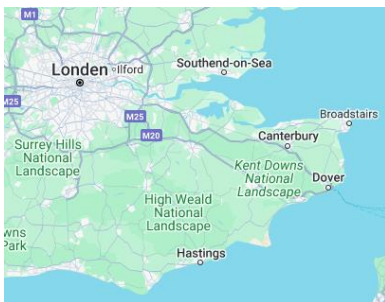 M1
Londen
Ilford
Southend-on-Sea
M25
M25
M20
Broadstairs
Canterbury
Surrey Hills
National
Landscape
Kent Downs
National
Landscape
Dover
High Weald
National
Landscape
wns
Park
Hastings